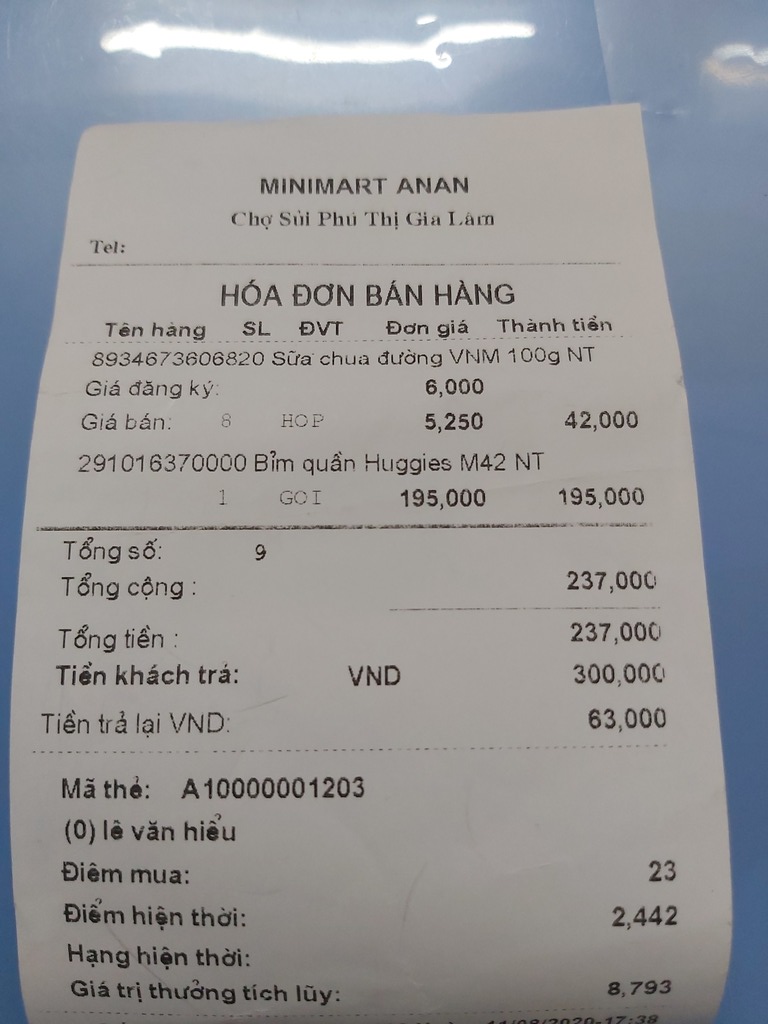 MINIMART ANAN
Chợ Sủi Phú Thị Gia Lâm
Tel:
HÓA ĐƠN BÁN HÀNG
Tên hàng SL ĐVT Đơn giá Thành tiền
8934673606820 Sữa chua đường VNM 100g NT
Giá đăng ký: 6,000
Giá bán: 8 HOP 5,250 42,000
291016370000 Bỉm quần Huggies M42 NT
1 GOI 195,000 195,000
Tổng số: 9
Tổng cộng : 237,000
Tổng tiền : 237,000
Tiền khách trả: VND 300,000
Tiền trả lại VND: 63,000
Mã thẻ: A10000001203
(0) lê văn hiểu
Điểm mua: 23
Điểm hiện thời: 2,442
Hạng hiện thời:
Giá trị thưởng tích lũy: 8,793
11/08/2020-17:38